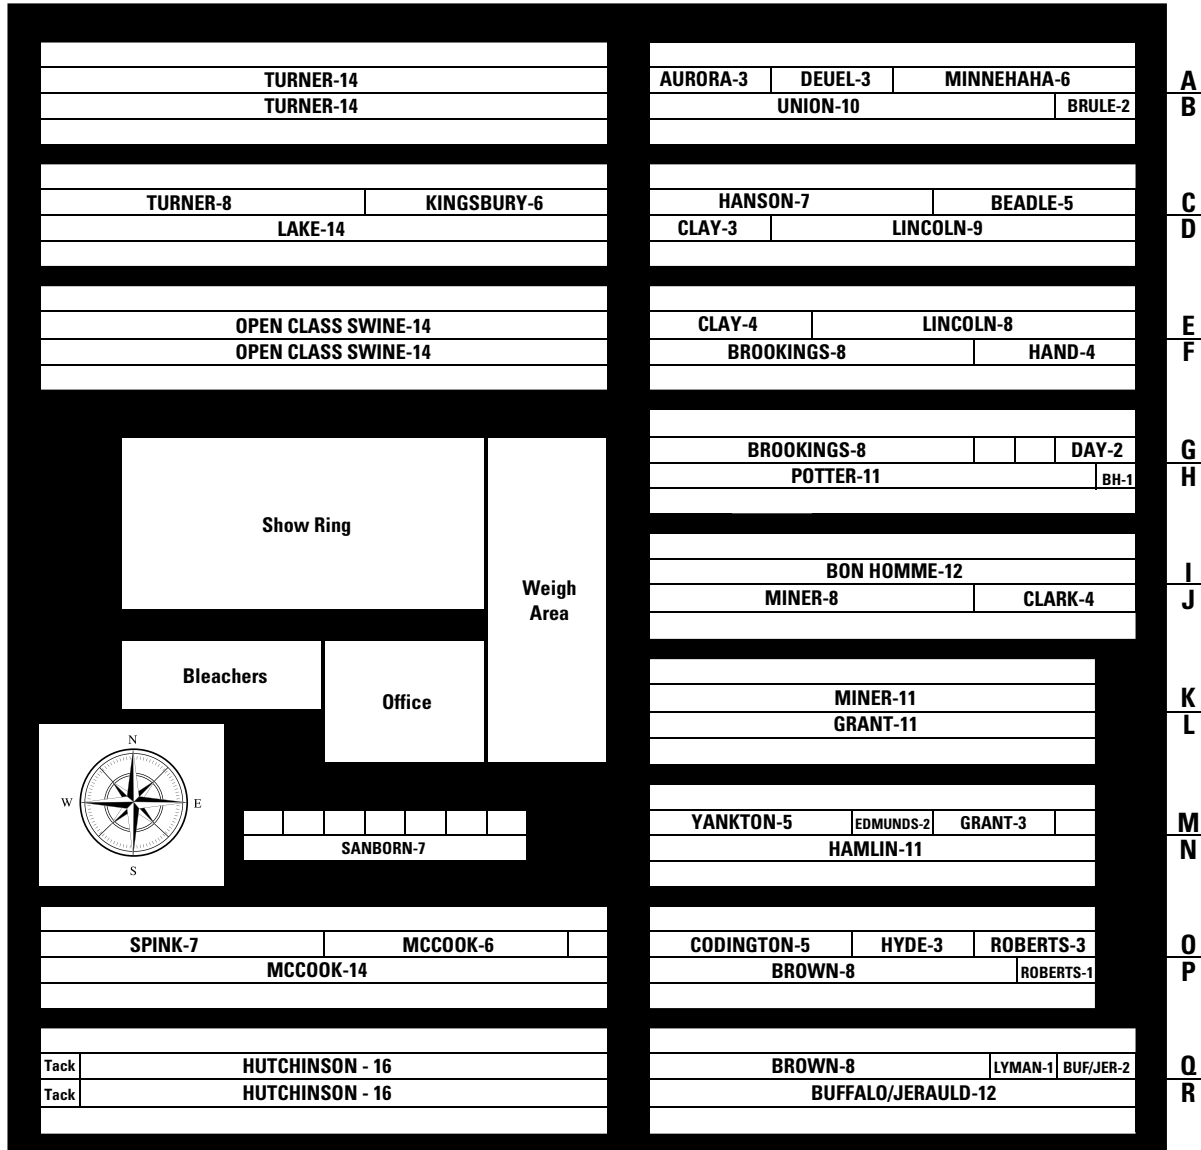 TURNER-14
AURORA-3 DEUEL-3 MINNEHAHA-6 A
TURNER-14
UNION-10 BRULE-2 B
TURNER-8 KINGSBURY-6
HANSON-7 BEADLE-5 C
LAKE-14
CLAY-3 LINCOLN-9 D
OPEN CLASS SWINE-14
CLAY-4 LINCOLN-8 E
OPEN CLASS SWINE-14
BROOKINGS-8 HAND-4 F
BROOKINGS-8 DAY-2 G
POTTER-11 BH-1 H
Show Ring
BON HOMME-12 I
Weigh
Area
MINER-8 CLARK-4 J
Bleachers
Office
MINER-11 K
GRANT-11 L
N
W E
S
YANKTON-5 EDMUNDS-2 GRANT-3 M
SANBORN-7
HAMLIN-11 N
SPINK-7 MCCOOK-6
CODINGTON-5 HYDE-3 ROBERTS-3 O
MCCOOK-14
BROWN-8 ROBERTS-1 P
Tack HUTCHINSON - 16
BROWN-8 LYMAN-1 BUF/JER-2 Q
Tack HUTCHINSON - 16
BUFFALO/JERAULD-12 R